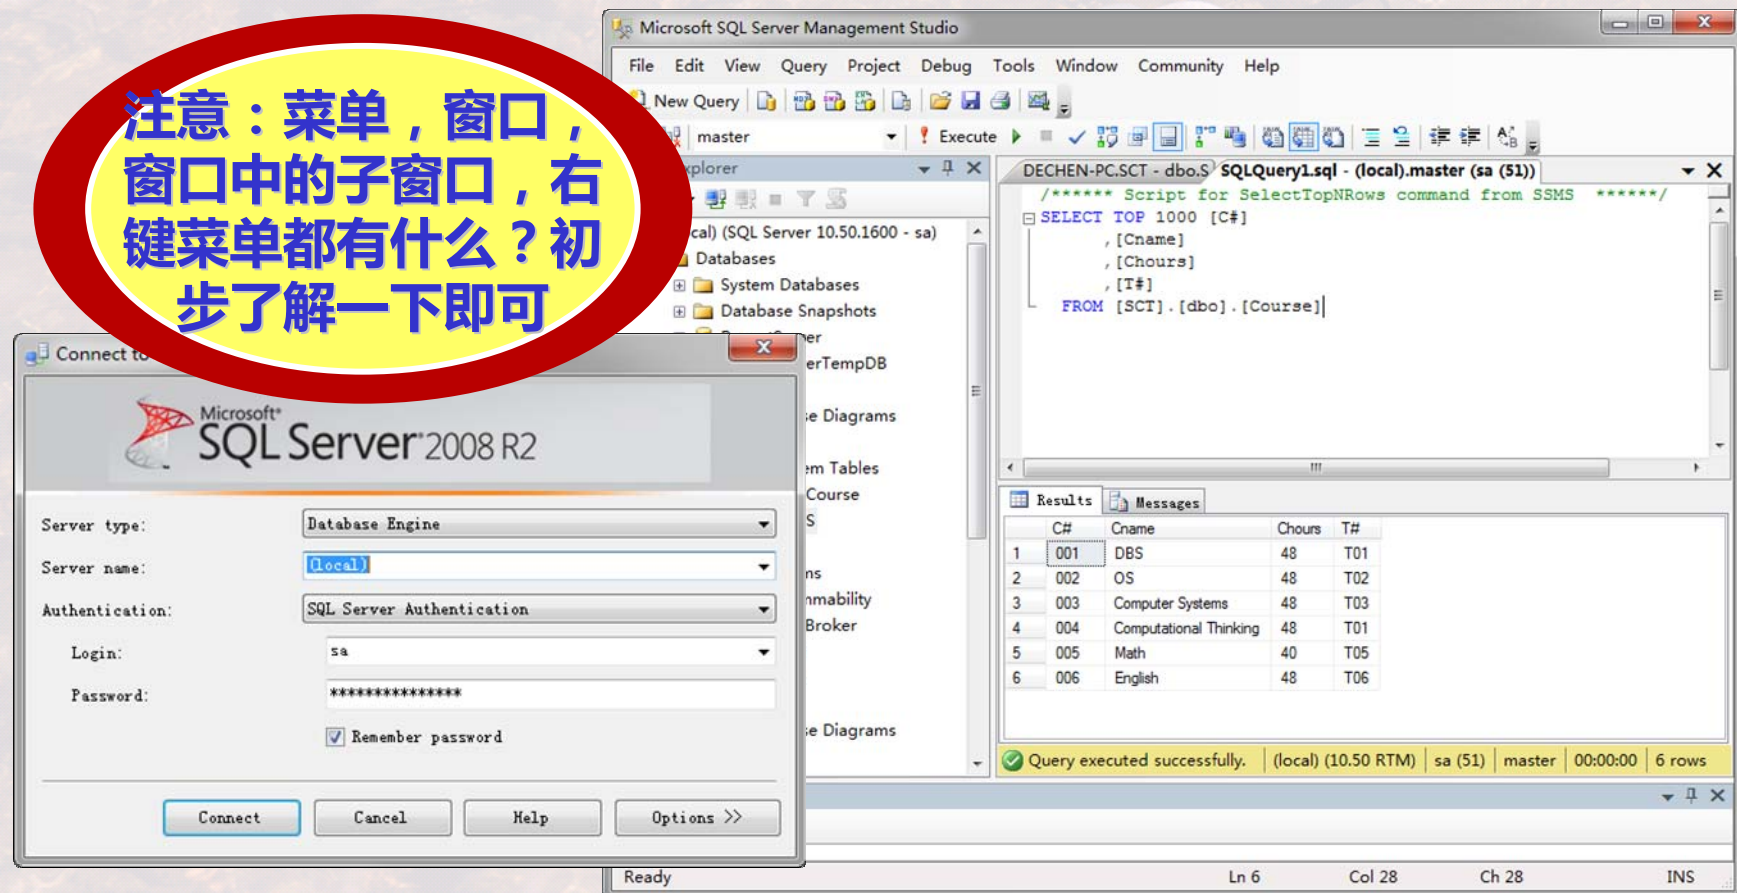 注意：菜单，窗口，
窗口中的子窗口，右
键菜单都有什么？初
步了解一下即可
Microsoft SQL Server Management Studio
File Edit View Query Project Debug Tools Window Community Help
New Query
master
Execute
DECHEN-PC.SCT - dbo.S SQLQuery1.sql - (local).master (sa (51))
/****** Script for SelectTopNRows command from SSMS ******/
SELECT TOP 1000 [C#]
,[Cname]
,[Chours]
,[T#]
FROM [SCT].[dbo].[Course]
plorer
cal) (SQL Server 10.50.1600 - sa)
Databases
System Databases
Database Snapshots
er
erTempDB
e Diagrams
em Tables
Course
S
ns
mmability
Broker
e Diagrams
Results Messages
C# Cname Chours T#
1 001 DBS 48 T01
2 002 OS 48 T02
3 003 Computer Systems 48 T03
4 004 Computational Thinking 48 T01
5 005 Math 40 T05
6 006 English 48 T06
Query executed successfully. (local) (10.50 RTM) sa (51) master 00:00:00 6 rows
Ready Ln 6 Col 28 Ch 28 INS
Connect to
Microsoft®
SQL Server® 2008 R2
Server type: Database Engine
Server name: (local)
Authentication: SQL Server Authentication
Login: sa
Password: ***************
Remember password
Connect Cancel Help Options >>